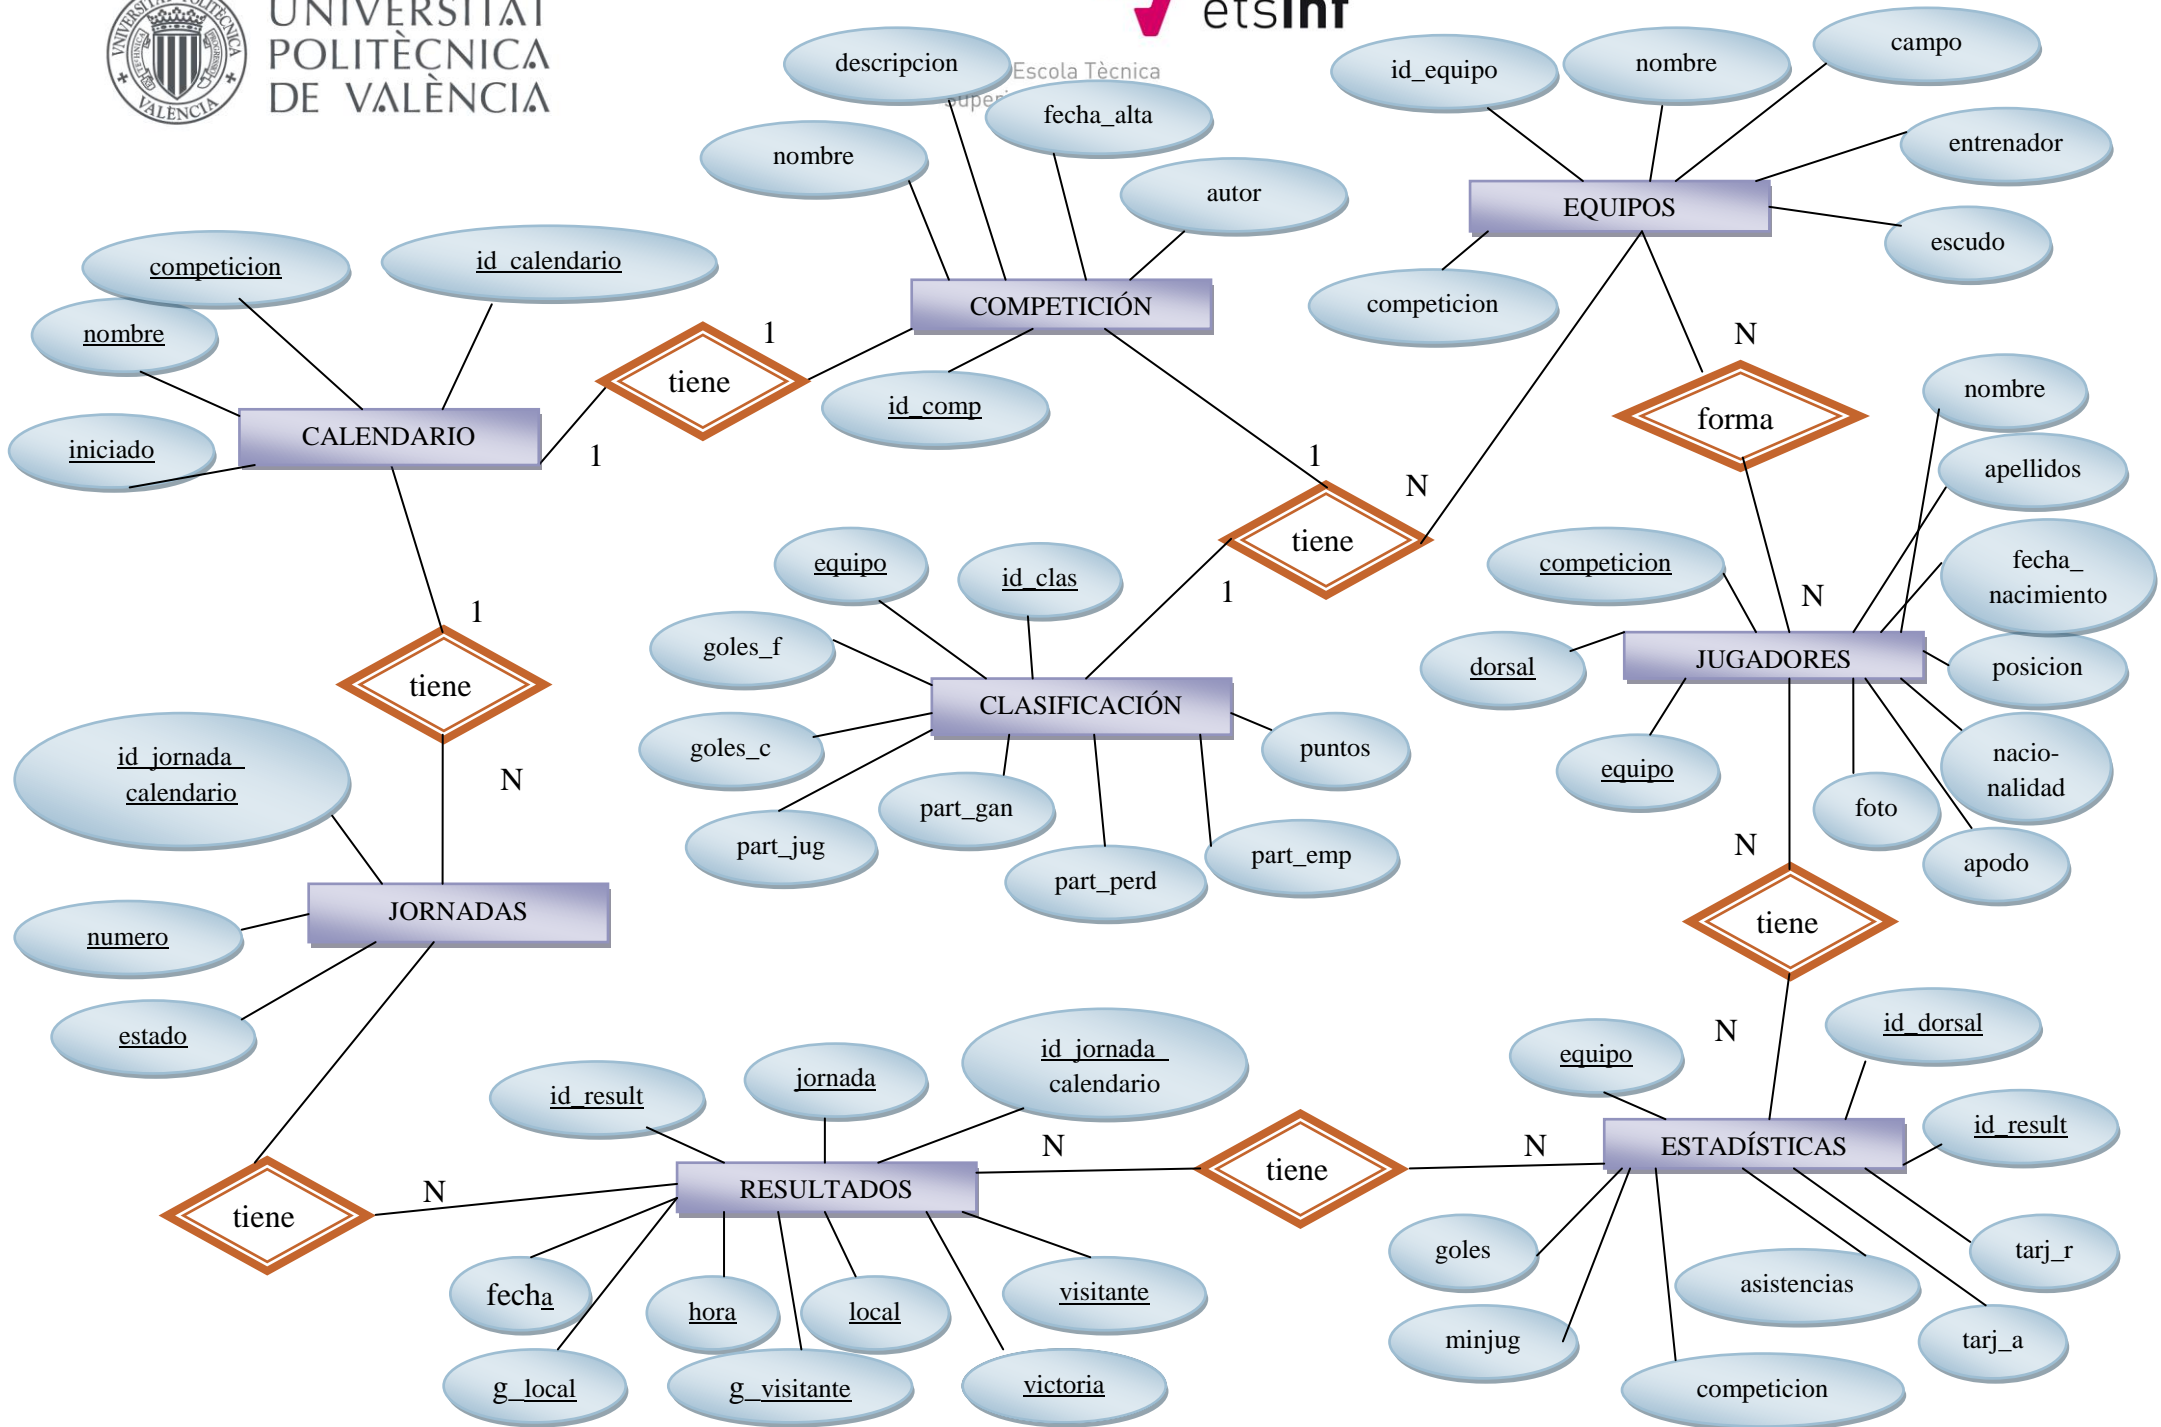 UNIVERSITAT
POLITÈCNICA
DE VALÈNCIA
etsinf
Escola Tècnica
descripcion
fecha_alta
nombre
autor
id_equipo
nombre
campo
entrenador
escudo
EQUIPOS
competicion
competicion
id_calendario
nombre
iniciado
CALENDARIO
COMPETICIÓN
id_comp
1
tiene
1
1
tiene
N
N
forma
N
nombre
apellidos
fecha_
nacimiento
posicion
nacio-
nalidad
apodo
foto
competicion
dorsal
equipo
JUGADORES
equipo
id_clas
1
goles_f
goles_c
CLASIFICACIÓN
puntos
part_jug
part_gan
part_perd
part_emp
1
tiene
N
id_jornada_
calendario
JORNADAS
numero
estado
N
tiene
N
id_result
jornada
id_jornada_
calendario
equipo
id_dorsal
id_result
tiene
N
RESULTADOS
N
tiene
N
ESTADÍSTICAS
fecha
hora
local
visitante
g_local
g_visitante
victoria
goles
minjug
competicion
asistencias
tarj_a
tarj_r